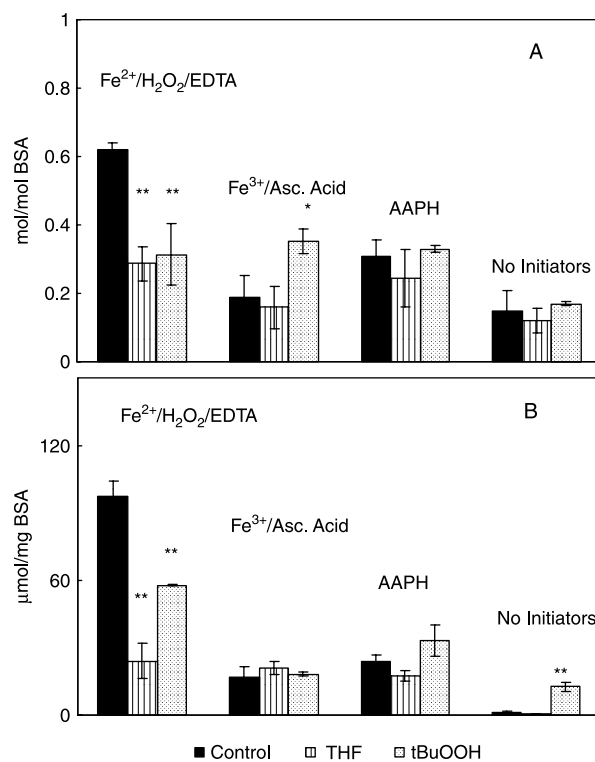 1
A
Fe²⁺/H₂O₂/EDTA
0.8
0.6
** **
Fe³⁺/Asc. Acid
*
AAPH
0.4
No Initiators
0.2
0
mol/mol BSA
B
Fe²⁺/H₂O₂/EDTA
120
Fe³⁺/Asc. Acid
**
**
AAPH
60
No Initiators
**
0
μmol/mg BSA
Control THF tBuOOH